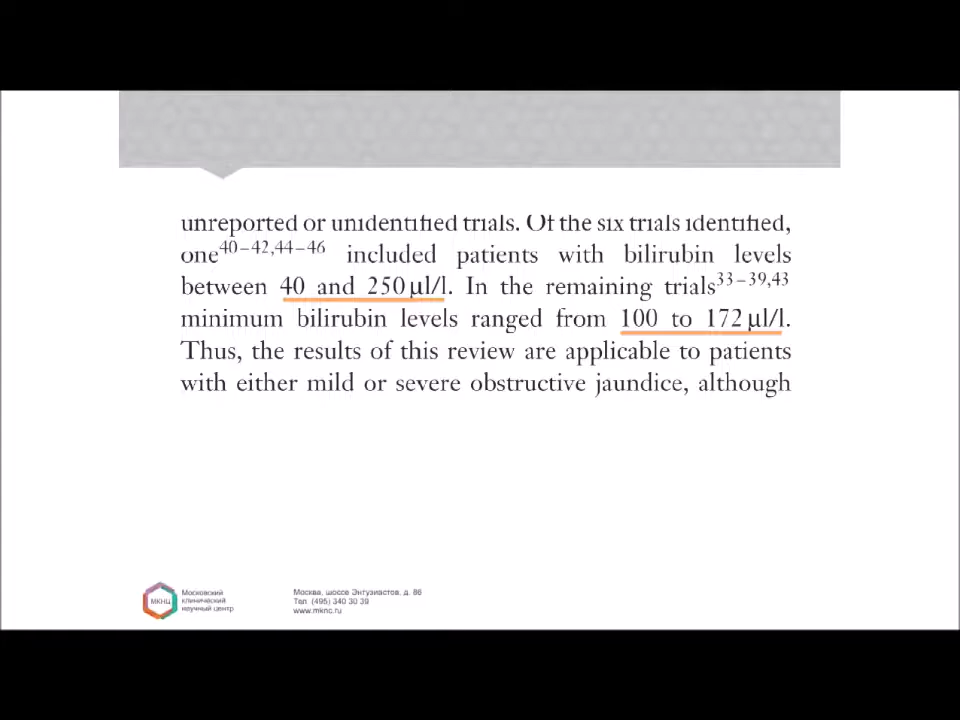 unreported or unidentified trials. Of the six trials identified,
one40–42,44–46 included patients with bilirubin levels
between 40 and 250 μl/l. In the remaining trials33–39,43
minimum bilirubin levels ranged from 100 to 172 μl/l.
Thus, the results of this review are applicable to patients
with either mild or severe obstructive jaundice, although
МКНЦ
Московский
клинический
научный центр
Москва, шоссе Энтузиастов, д. 86
Тел. (495) 340 30 39
www.mknc.ru